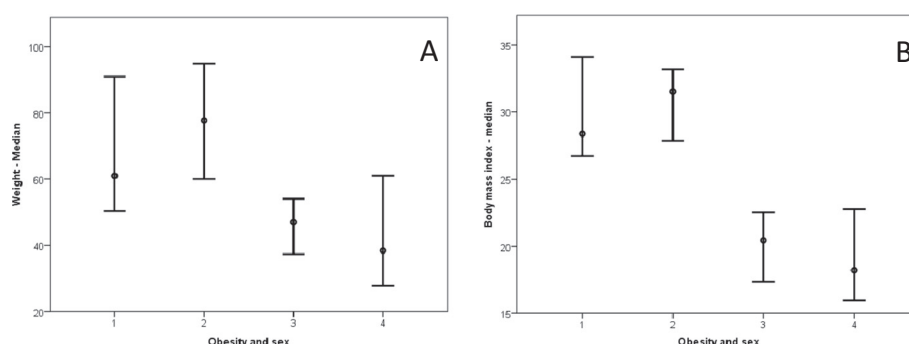 A
Weight - Median
100
80
60
40
20
1 2 3 4
Obesity and sex
B
Body mass index - median
35
30
25
20
15
1 2 3 4
Obesity and sex